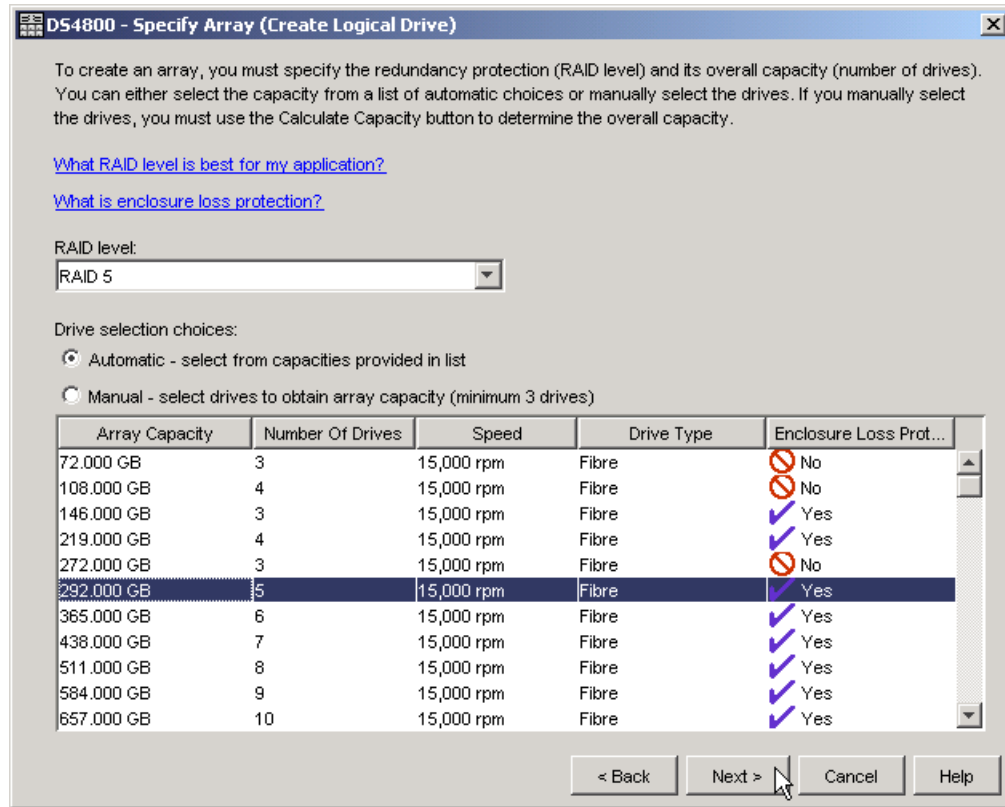 DS4800 - Specify Array (Create Logical Drive)
To create an array, you must specify the redundancy protection (RAID level) and its overall capacity (number of drives).
You can either select the capacity from a list of automatic choices or manually select the drives. If you manually select
the drives, you must use the Calculate Capacity button to determine the overall capacity.
What RAID level is best for my application?
What is enclosure loss protection?
RAID level:
RAID 5
Drive selection choices:
Automatic - select from capacities provided in list
Manual - select drives to obtain array capacity (minimum 3 drives)
Array Capacity Number Of Drives Speed Drive Type Enclosure Loss Prot...
72.000 GB 3 15,000 rpm Fibre No
108.000 GB 4 15,000 rpm Fibre No
146.000 GB 3 15,000 rpm Fibre Yes
219.000 GB 4 15,000 rpm Fibre Yes
272.000 GB 3 15,000 rpm Fibre No
292.000 GB 5 15,000 rpm Fibre Yes
365.000 GB 6 15,000 rpm Fibre Yes
438.000 GB 7 15,000 rpm Fibre Yes
511.000 GB 8 15,000 rpm Fibre Yes
584.000 GB 9 15,000 rpm Fibre Yes
657.000 GB 10 15,000 rpm Fibre Yes
< Back Next > Cancel Help